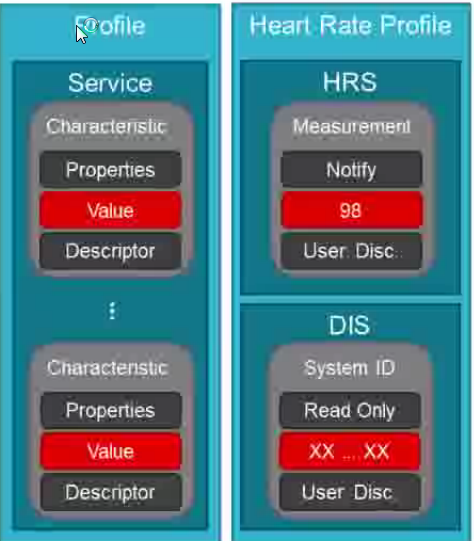 Profile
Service
Characteristic
Properties
Value
Descriptor
⋮
Characteristic
Properties
Value
Descriptor
Heart Rate Profile
HRS
Measurement
Notify
98
User Disc.
DIS
System ID
Read Only
XX ... XX
User Disc